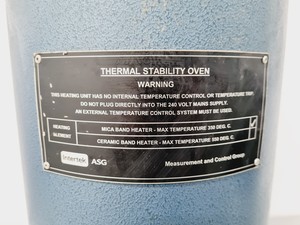 THERMAL STABILITY OVEN
WARNING
THIS HEATING UNIT HAS NO INTERNAL TEMPERATURE CONTROL OR TEMPERATURE TRIP.
DO NOT PLUG DIRECTLY INTO THE 240 VOLT MAINS SUPPLY.
AN EXTERNAL TEMPERATURE CONTROL SYSTEM MUST BE USED.
HEATING ELEMENT
MICA BAND HEATER - MAX TEMPERATURE 350 DEG. C.
CERAMIC BAND HEATER - MAX TEMPERATURE 550 DEG. C.
Intertek ASG Measurement and Control Group